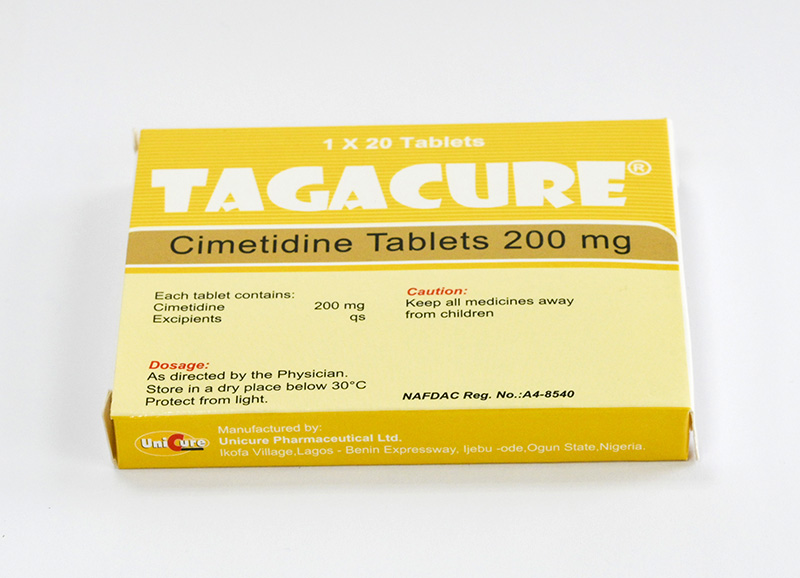 1 X 20 Tablets
TAGACURE®
Cimetidine Tablets 200 mg
Each tablet contains:
Cimetidine 200 mg
Excipients qs
Caution:
Keep all medicines away
from children
Dosage:
As directed by the Physician.
Store in a dry place below 30°C
Protect from light.
NAFDAC Reg. No.:A4-8540
UniCure
Manufactured by:
Unicure Pharmaceutical Ltd.
Ikofa Village,Lagos - Benin Expressway, Ijebu -ode,Ogun State,Nigeria.